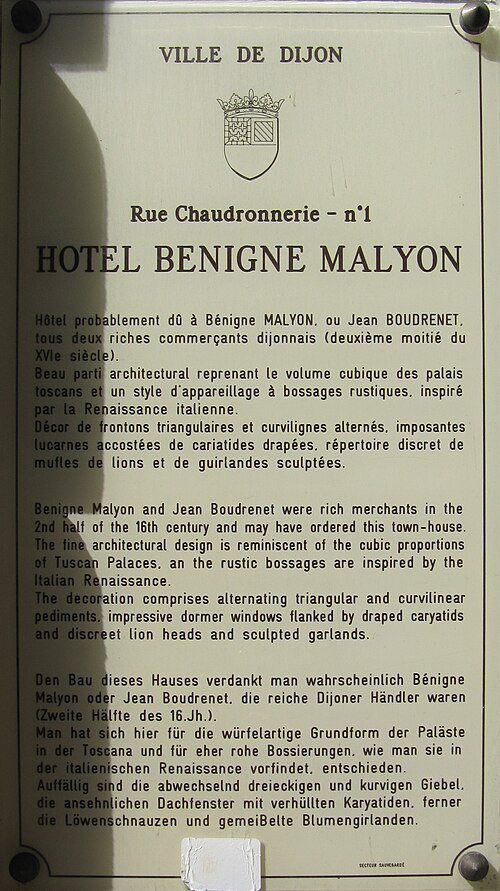 VILLE DE DIJON
Rue Chaudronnerie - n°1
HOTEL BENIGNE MALYON
Hôtel probablement dû à Bénigne MALYON, ou Jean BOUDRENET,
tous deux riches commerçants dijonnais (deuxième moitié du
XVIe siècle).
Beau parti architectural reprenant le volume cubique des palais
toscans et un style d'appareillage à bossages rustiques, inspiré
par la Renaissance italienne.
Décor de frontons triangulaires et curvilignes alternés, imposantes
lucarnes accostées de cariatides drapées, répertoire discret de
mufles de lions et de guirlandes sculptées.
Benigne Malyon and Jean Boudrenet were rich merchants in the
2nd half of the 16th century and may have ordered this town-house.
The fine architectural design is reminiscent of the cubic proportions
of Tuscan Palaces, an the rustic bossages are inspired by the
Italian Renaissance.
The decoration comprises alternating triangular and curvilinear
pediments, impressive dormer windows flanked by draped caryatids
and discreet lion heads and sculpted garlands.
Den Bau dieses Hauses verdankt man wahrscheinlich Bénigne
Malyon oder Jean Boudrenet, die reiche Dijoner Händler waren
(Zweite Hälfte des 16.Jh.).
Man hat sich hier für die würfelartige Grundform der Paläste
in der Toscana und für eher rohe Bossierungen, wie man sie in
der italienischen Renaissance vorfindet, entschieden.
Auffällig sind die abwechselnd dreieckigen und kurvigen Giebel,
die ansehnlichen Dachfenster mit verhüllten Karyatiden, ferner
die Löwenschnauzen und gemeiBelte Blumengirlanden.
SECTEUR SAUVEGARDÉ